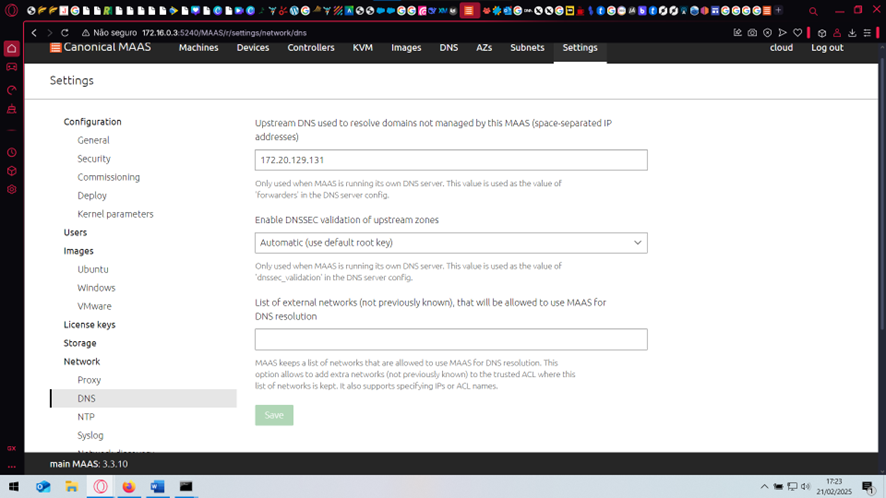 Não seguro 172.16.0.3:5240/MAAS/r/settings/network/dns
Canonical MAAS Machines Devices Controllers KVM Images DNS AZs Subnets Settings cloud Log out
Settings
Configuration
General
Security
Commissioning
Deploy
Kernel parameters
Users
Images
Ubuntu
Windows
VMware
License keys
Storage
Network
Proxy
DNS
NTP
Syslog
Network discovery
Upstream DNS used to resolve domains not managed by this MAAS (space-separated IP
addresses)
172.20.129.131
Only used when MAAS is running its own DNS server. This value is used as the value of
'forwarders' in the DNS server config.
Enable DNSSEC validation of upstream zones
Automatic (use default root key)
Only used when MAAS is running its own DNS server. This value is used as the value of
'dnssec_validation' in the DNS server config.
List of external networks (not previously known), that will be allowed to use MAAS for
DNS resolution
MAAS keeps a list of networks that are allowed to use MAAS for DNS resolution. This
option allows to add extra networks (not previously known) to the trusted ACL where this
list of networks is kept. It also supports specifying IPs or ACL names.
Save
main MAAS: 3.3.10
GX
17:23
21/02/2025
1